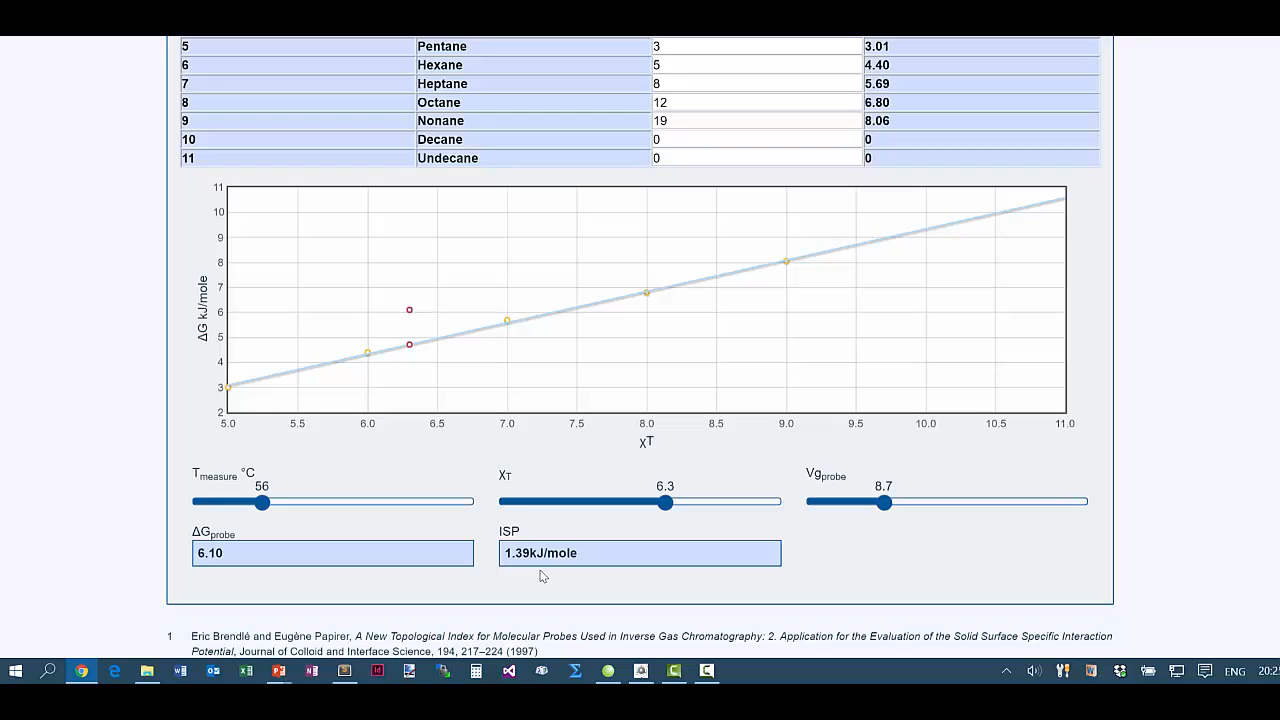 5 Pentane 3 3.01
6 Hexane 5 4.40
7 Heptane 8 5.69
8 Octane 12 6.80
9 Nonane 19 8.06
10 Decane 0 0
11 Undecane 0 0
11
10
9
8
7
6
5
4
3
2
ΔG kJ/mole
5.0 5.5 6.0 6.5 7.0 7.5 8.0 8.5 9.0 9.5 10.0 10.5 11.0
χT
Tmeasure °C χT Vgprobe
56 6.3 8.7
ΔGprobe ISP
6.10 1.39kJ/mole
1 Eric Brendlé and Eugène Papirer, A New Topological Index for Molecular Probes Used in Inverse Gas Chromatography: 2. Application for the Evaluation of the Solid Surface Specific Interaction
Potential, Journal of Colloid and Interface Science, 194, 217–224 (1997)
ENG